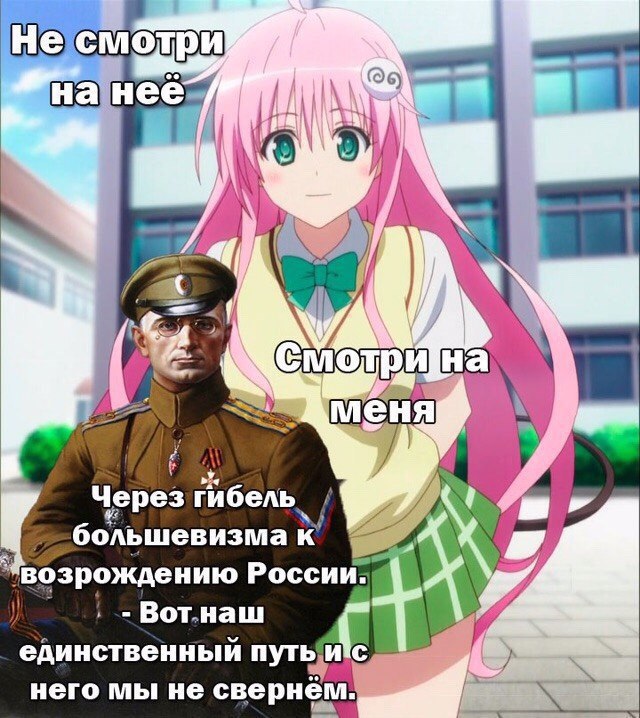 Не смотри
на неё
Смотри на
меня
Через гибель
большевизма к
возрождению России.
- Вот наш
единственный путь и с
него мы не свернём.